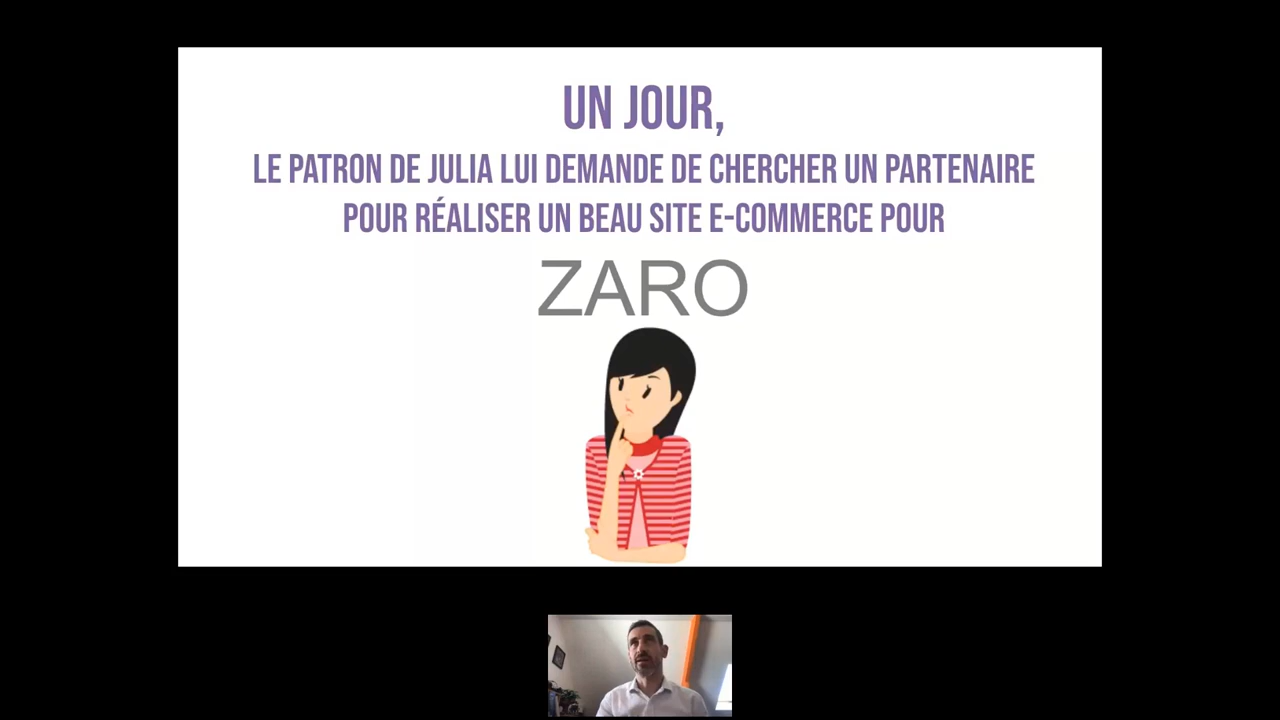 UN JOUR,
LE PATRON DE JULIA LUI DEMANDE DE CHERCHER UN PARTENAIRE
POUR RÉALISER UN BEAU SITE E-COMMERCE POUR
ZARO